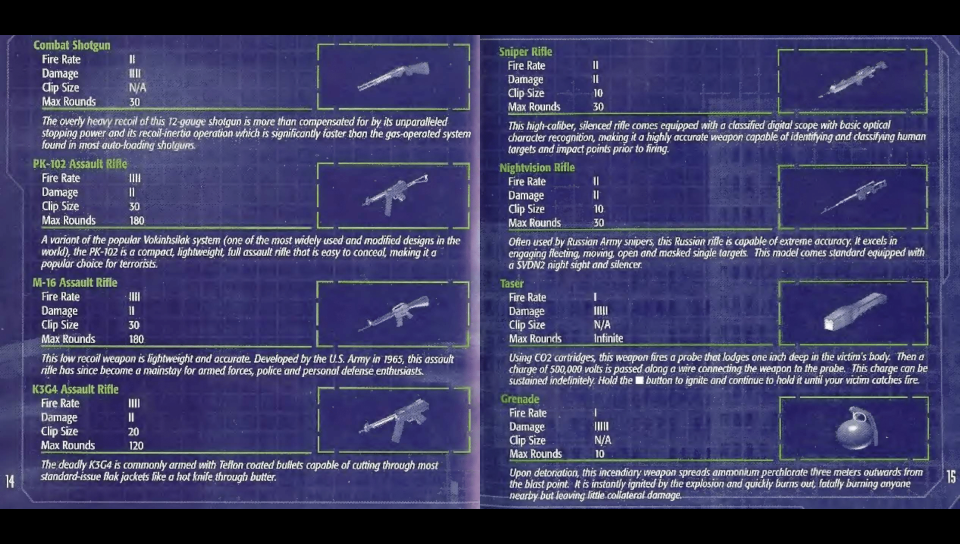 Combat Shotgun
Fire Rate II
Damage IIII
Clip Size N/A
Max Rounds 30
The overly heavy recoil of this 12-gauge shotgun is more than compensated for by its unparalleled
stopping power and its recoil-inertia operation which is significantly faster than the gas-operated system
found in most auto-loading shotguns.
PK-102 Assault Rifle
Fire Rate IIII
Damage II
Clip Size 30
Max Rounds 180
A variant of the popular Vokinhsilak system (one of the most widely used and modified designs in the
world), the PK-102 is a compact, lightweight, full assault rifle that is easy to conceal, making it a
popular choice for terrorists.
M-16 Assault Rifle
Fire Rate IIII
Damage II
Clip Size 30
Max Rounds 180
This low recoil weapon is lightweight and accurate. Developed by the U.S. Army in 1965, this assault
rifle has since become a mainstay for armed forces, police and personal defense enthusiasts.
K3G4 Assault Rifle
Fire Rate IIII
Damage II
Clip Size 20
Max Rounds 120
The deadly K3G4 is commonly armed with Teflon coated bullets capable of cutting through most
standard-issue flak jackets like a hot knife through butter.
14
Sniper Rifle
Fire Rate II
Damage II
Clip Size 10
Max Rounds 30
This high-caliber, silenced rifle comes equipped with a classified digital scope with basic optical
character recognition, making it a highly accurate weapon capable of identifying and classifying human
targets and impact points prior to firing.
Nightvision Rifle
Fire Rate II
Damage II
Clip Size 10
Max Rounds 30
Often used by Russian Army snipers, this Russian rifle is capable of extreme accuracy. It excels in
engaging fleeting, moving, open and masked single targets. This model comes standard equipped with
a SVDN2 night sight and silencer.
Taser
Fire Rate I
Damage IIIII
Clip Size N/A
Max Rounds Infinite
Using CO2 cartridges, this weapon fires a probe that lodges one inch deep in the victim's body. Then a
charge of 500,000 volts is passed along a wire connecting the weapon to the probe. This charge can be
sustained indefinitely. Hold the ■ button to ignite and continue to hold it until your victim catches fire.
Grenade
Fire Rate I
Damage IIIII
Clip Size N/A
Max Rounds 10
Upon detoriation, this incendiary weapon spreads ammonium perchlorate three meters outwards from
the blast point. It is instantly ignited by the explosion and quickly burns out, fatally burning anyone
nearby but leaving little collateral damage.
15